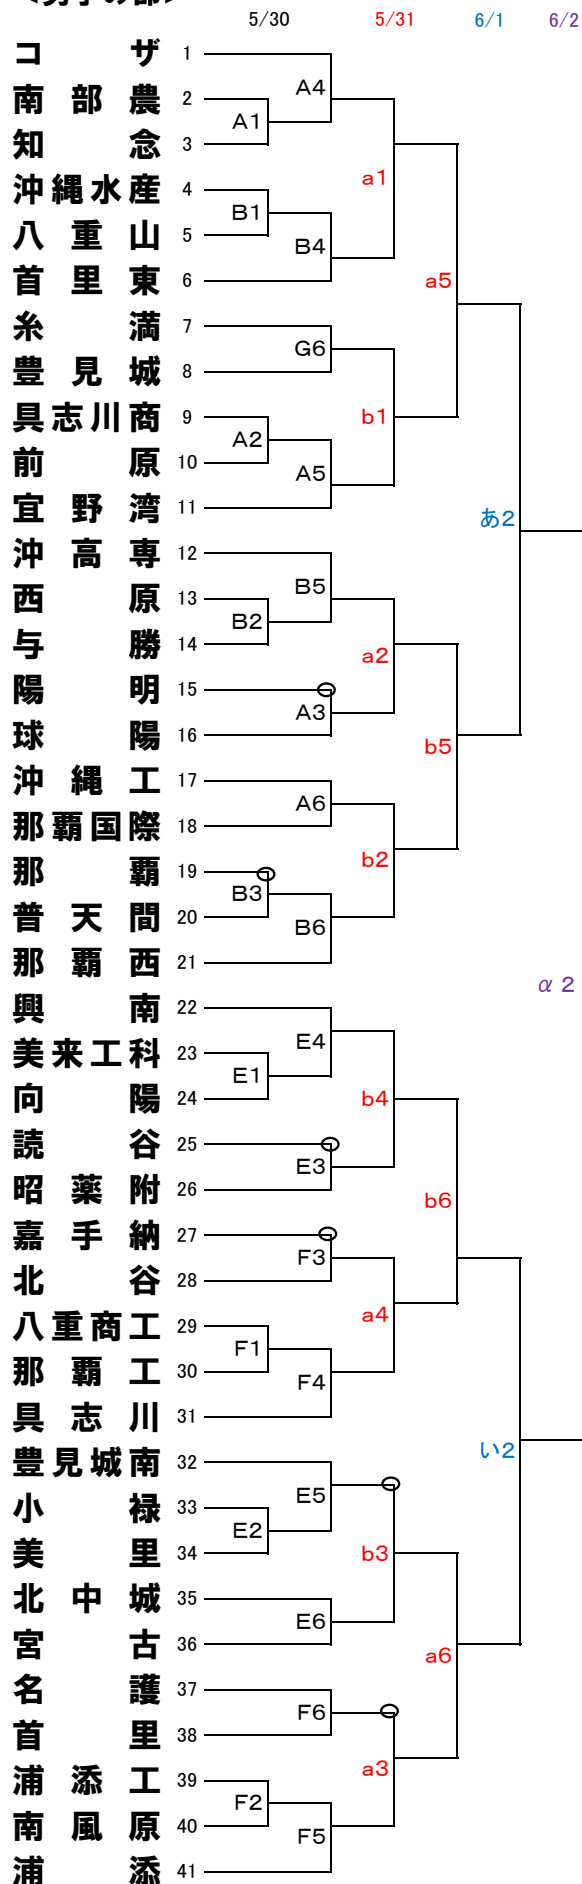 ＜男子の部＞
5/30 5/31 6/1 6/2
コザ 1
A4
南部農 2
A1
知念 3
a1
沖縄水産 4
B1
八重山 5
B4
首里東 6
a5
糸満 7
G6
豊見城 8
具志川商 9
b1
A2
前原 10
A5
宜野湾 11
あ2
沖高専 12
B5
西原 13
B2
与勝 14
a2
陽明 15
A3
球陽 16
b5
沖縄工 17
A6
那覇国際 18
b2
那覇 19
B3
普天間 20
B6
那覇西 21
α2
興南 22
E4
美来工科 23
E1
向陽 24
b4
読谷 25
E3
昭薬附 26
b6
嘉手納 27
F3
北谷 28
a4
八重商工 29
F1
那覇工 30
F4
具志川 31
い2
豊見城南 32
E5
小禄 33
E2
美里 34
b3
北中城 35
E6
宮古 36
a6
名護 37
F6
首里 38
a3
浦添工 39
F2
南風原 40
F5
浦添 41